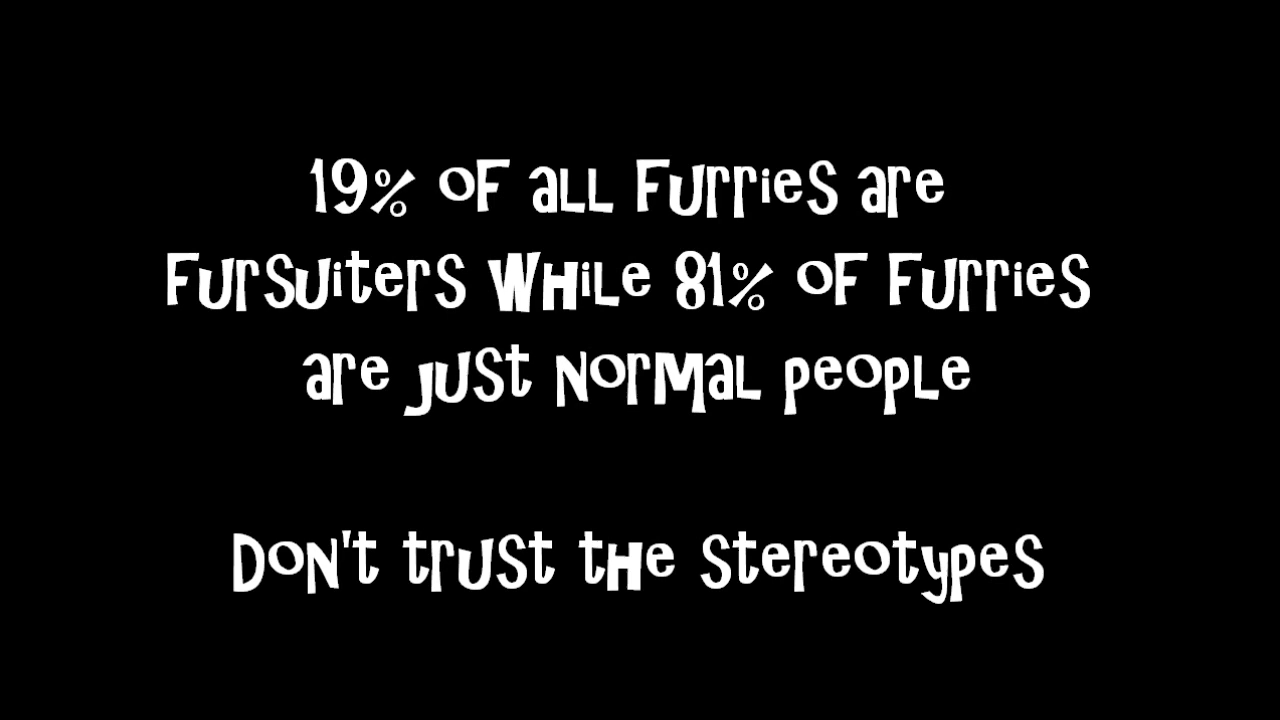 19% of all Furries are
Fursuiters while 81% of Furries
are just normal people
Don't trust the stereotypes